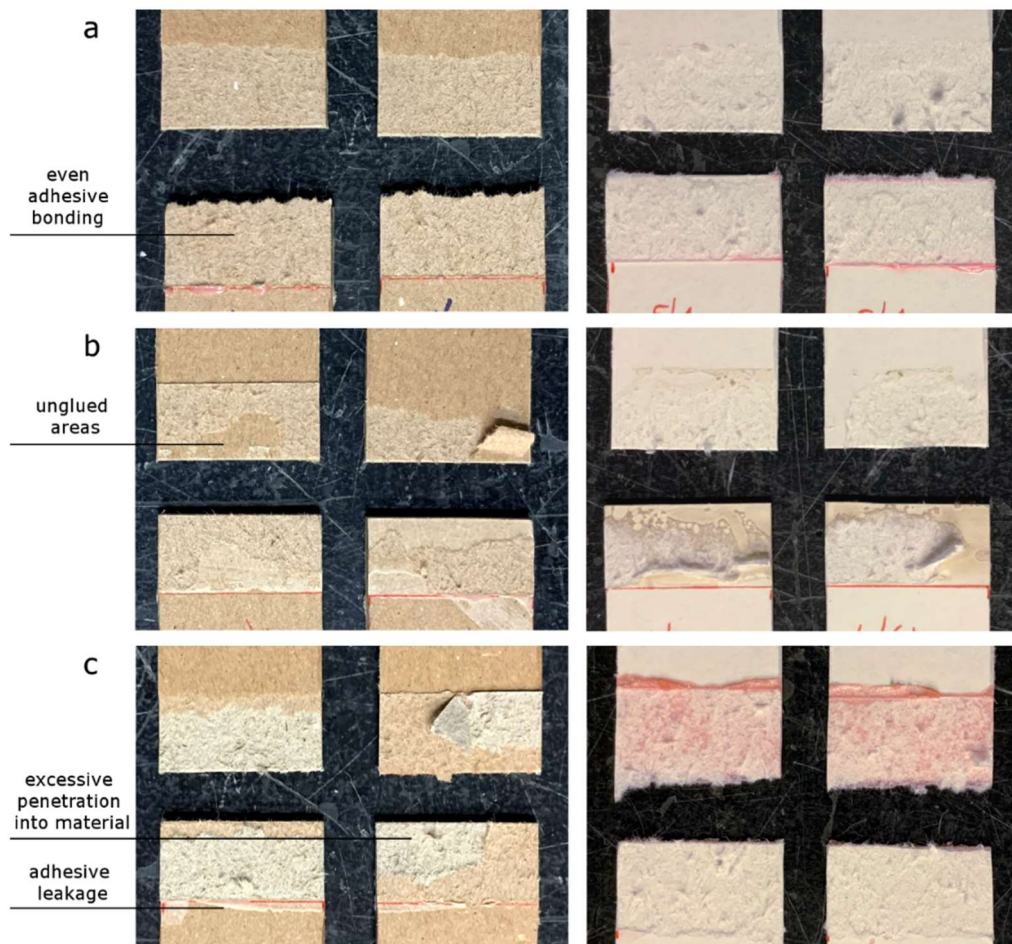 a
even
adhesive
bonding
b
unglued
areas
c
excessive
penetration
into material
adhesive
leakage